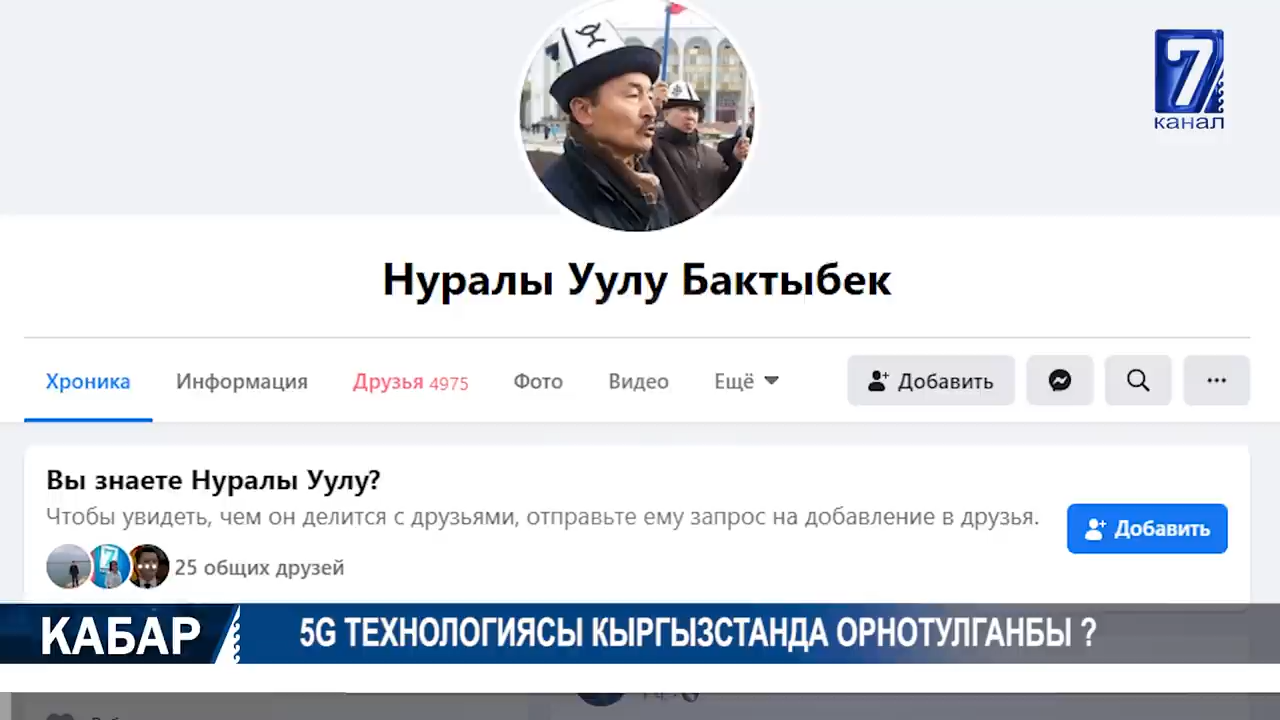 7
канал
Нуралы Уулу Бактыбек
Хроника Информация Друзья 4975 Фото Видео Ещё Добавить
Вы знаете Нуралы Уулу?
Чтобы увидеть, чем он делится с друзьями, отправьте ему запрос на добавление в друзья.
Добавить
25 общих друзей
КАБАР 5G ТЕХНОЛОГИЯСЫ КЫРГЫЗСТАНДА ОРНОТУЛГАНБЫ ?